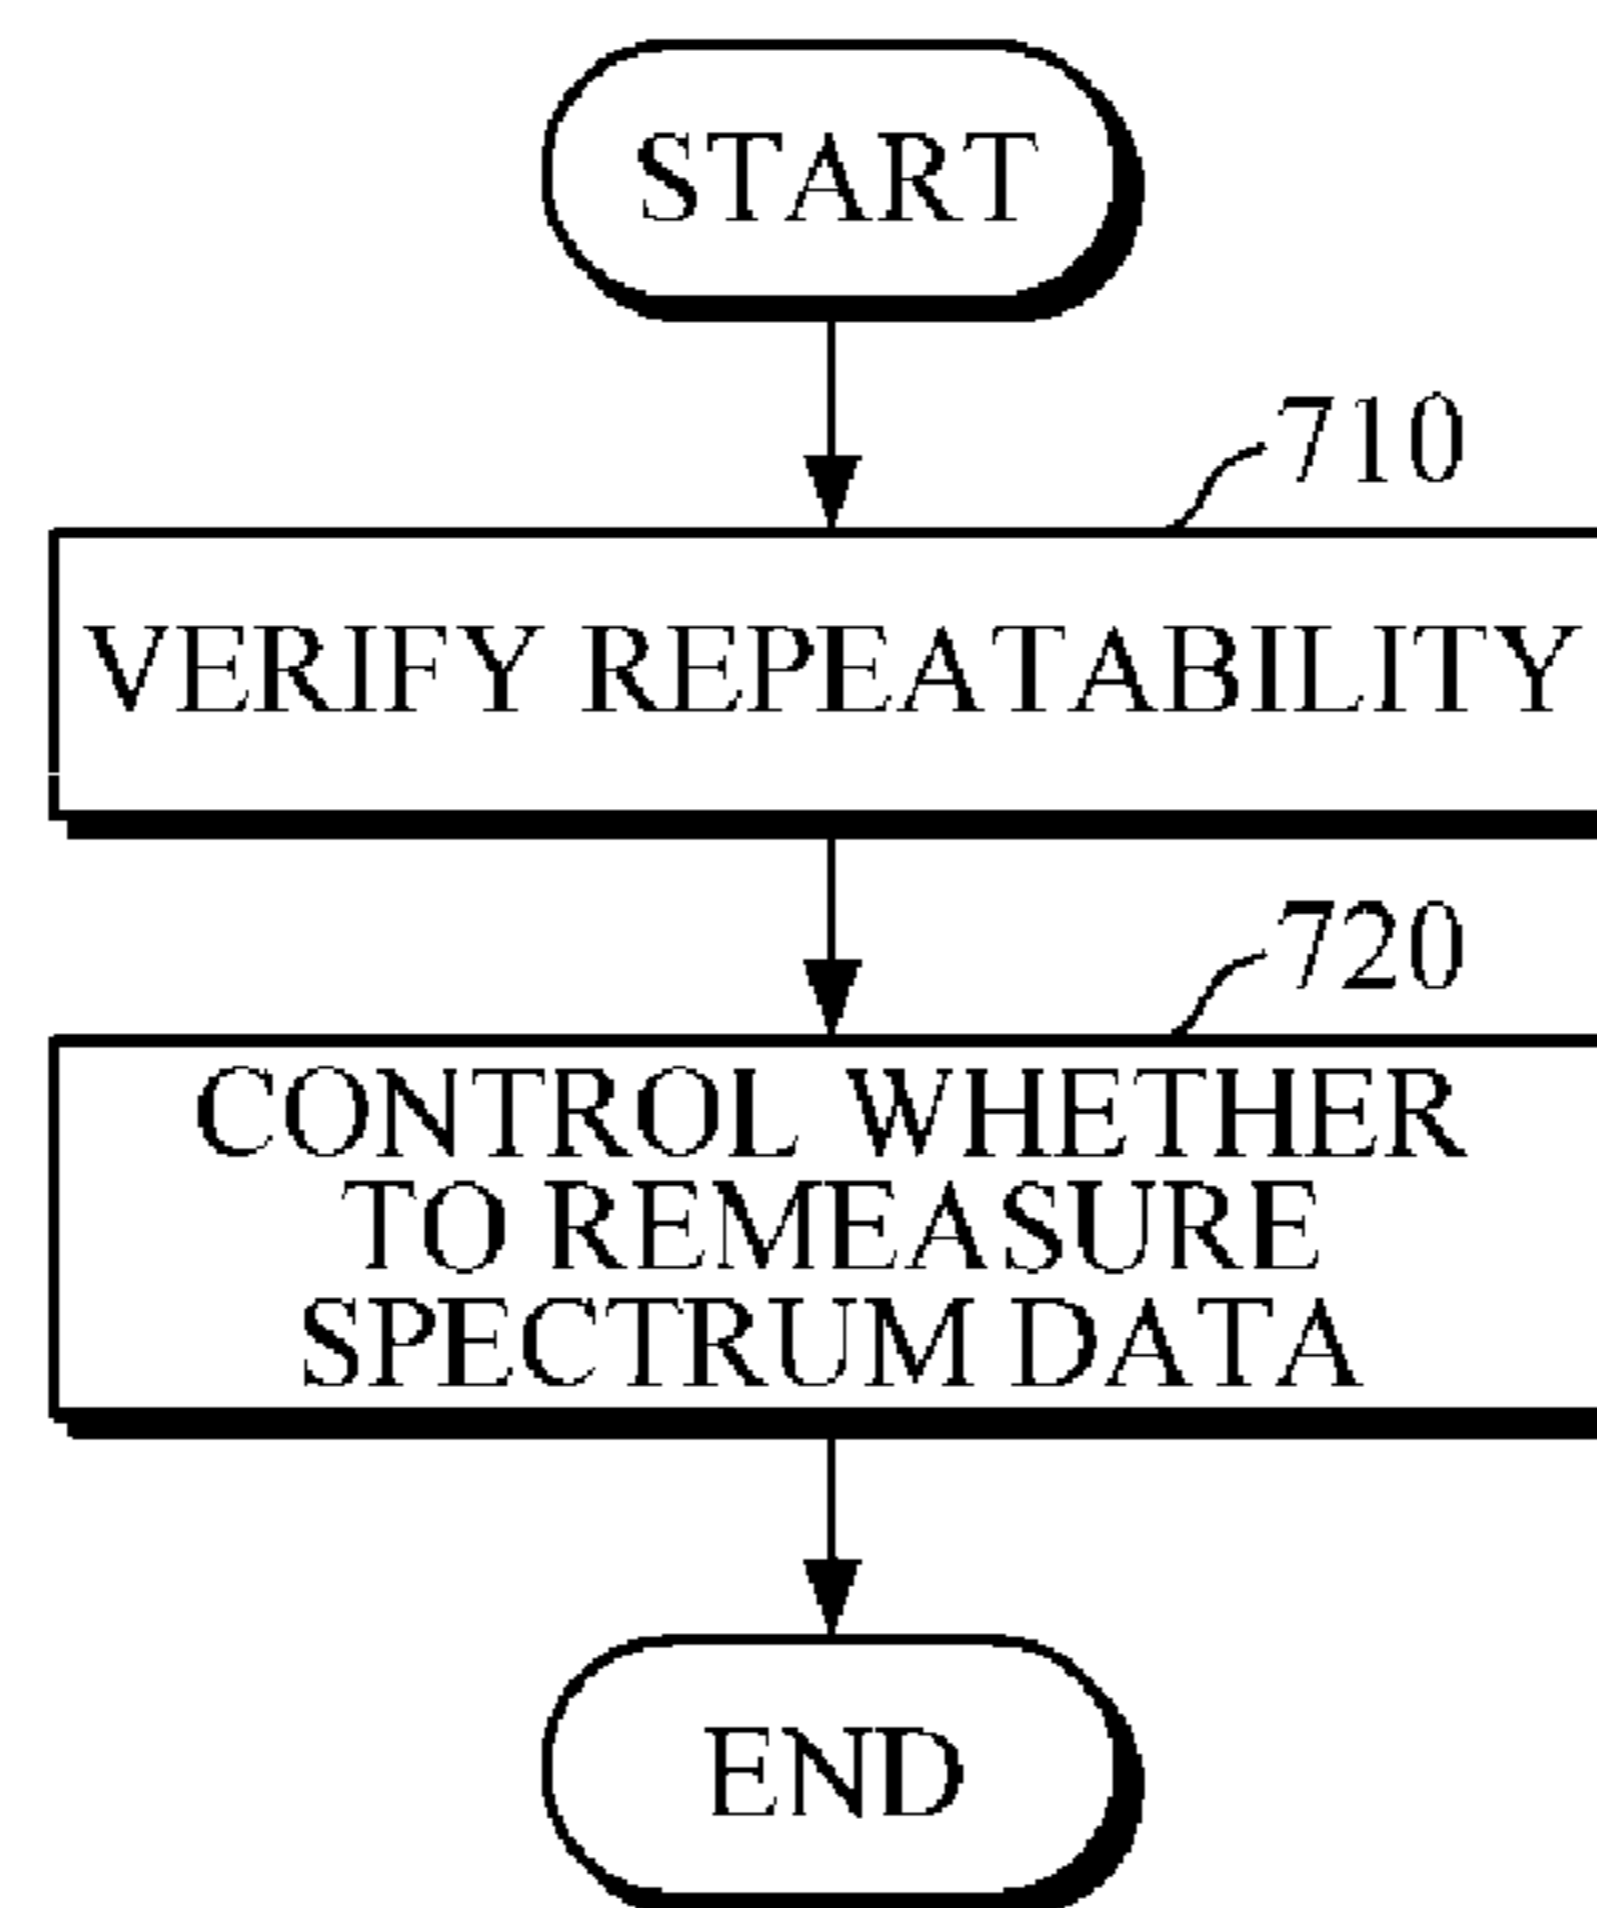 START
710
VERIFY REPEATABILITY
720
CONTROL WHETHER
TO REMEASURE
SPECTRUM DATA
END